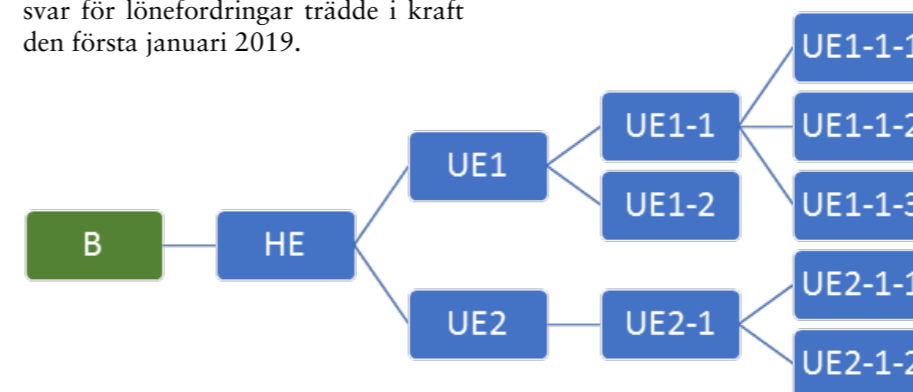 svar för lönefordringar trädde i kraft
den första januari 2019.
B
HE
UE1
UE2
UE1-1
UE1-2
UE2-1
UE1-1-1
UE1-1-2
UE1-1-3
UE2-1-1
UE2-1-2